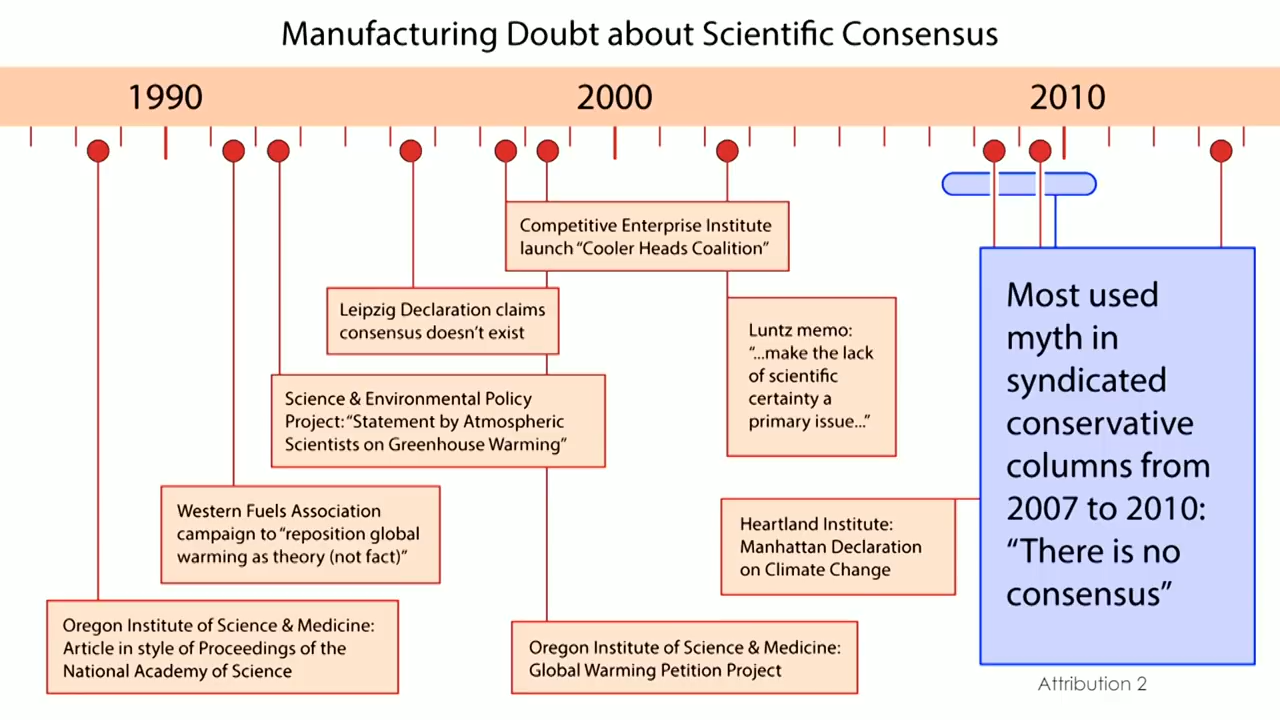 Manufacturing Doubt about Scientific Consensus
1990
2000
2010
Competitive Enterprise Institute
launch “Cooler Heads Coalition”
Leipzig Declaration claims
consensus doesn’t exist
Luntz memo:
“...make the lack
of scientific
certainty a
primary issue...”
Science & Environmental Policy
Project: “Statement by Atmospheric
Scientists on Greenhouse Warming”
Western Fuels Association
campaign to “reposition global
warming as theory (not fact)”
Heartland Institute:
Manhattan Declaration
on Climate Change
Oregon Institute of Science & Medicine:
Article in style of Proceedings of the
National Academy of Science
Oregon Institute of Science & Medicine:
Global Warming Petition Project
Most used
myth in
syndicated
conservative
columns from
2007 to 2010:
“There is no
consensus”
Attribution 2